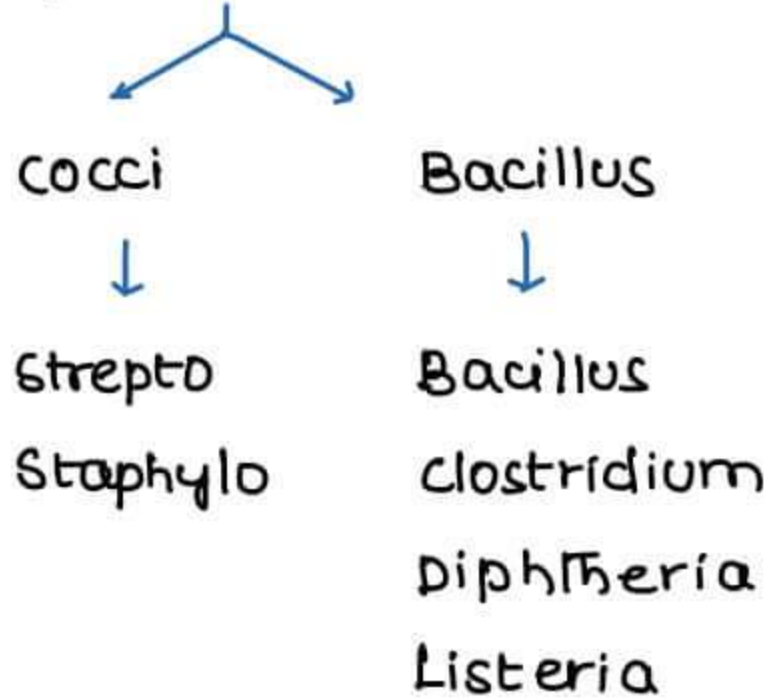 cocci Bacillus
Strepto Bacillus
Staphylo clostridium
Diphtheria
Listeria